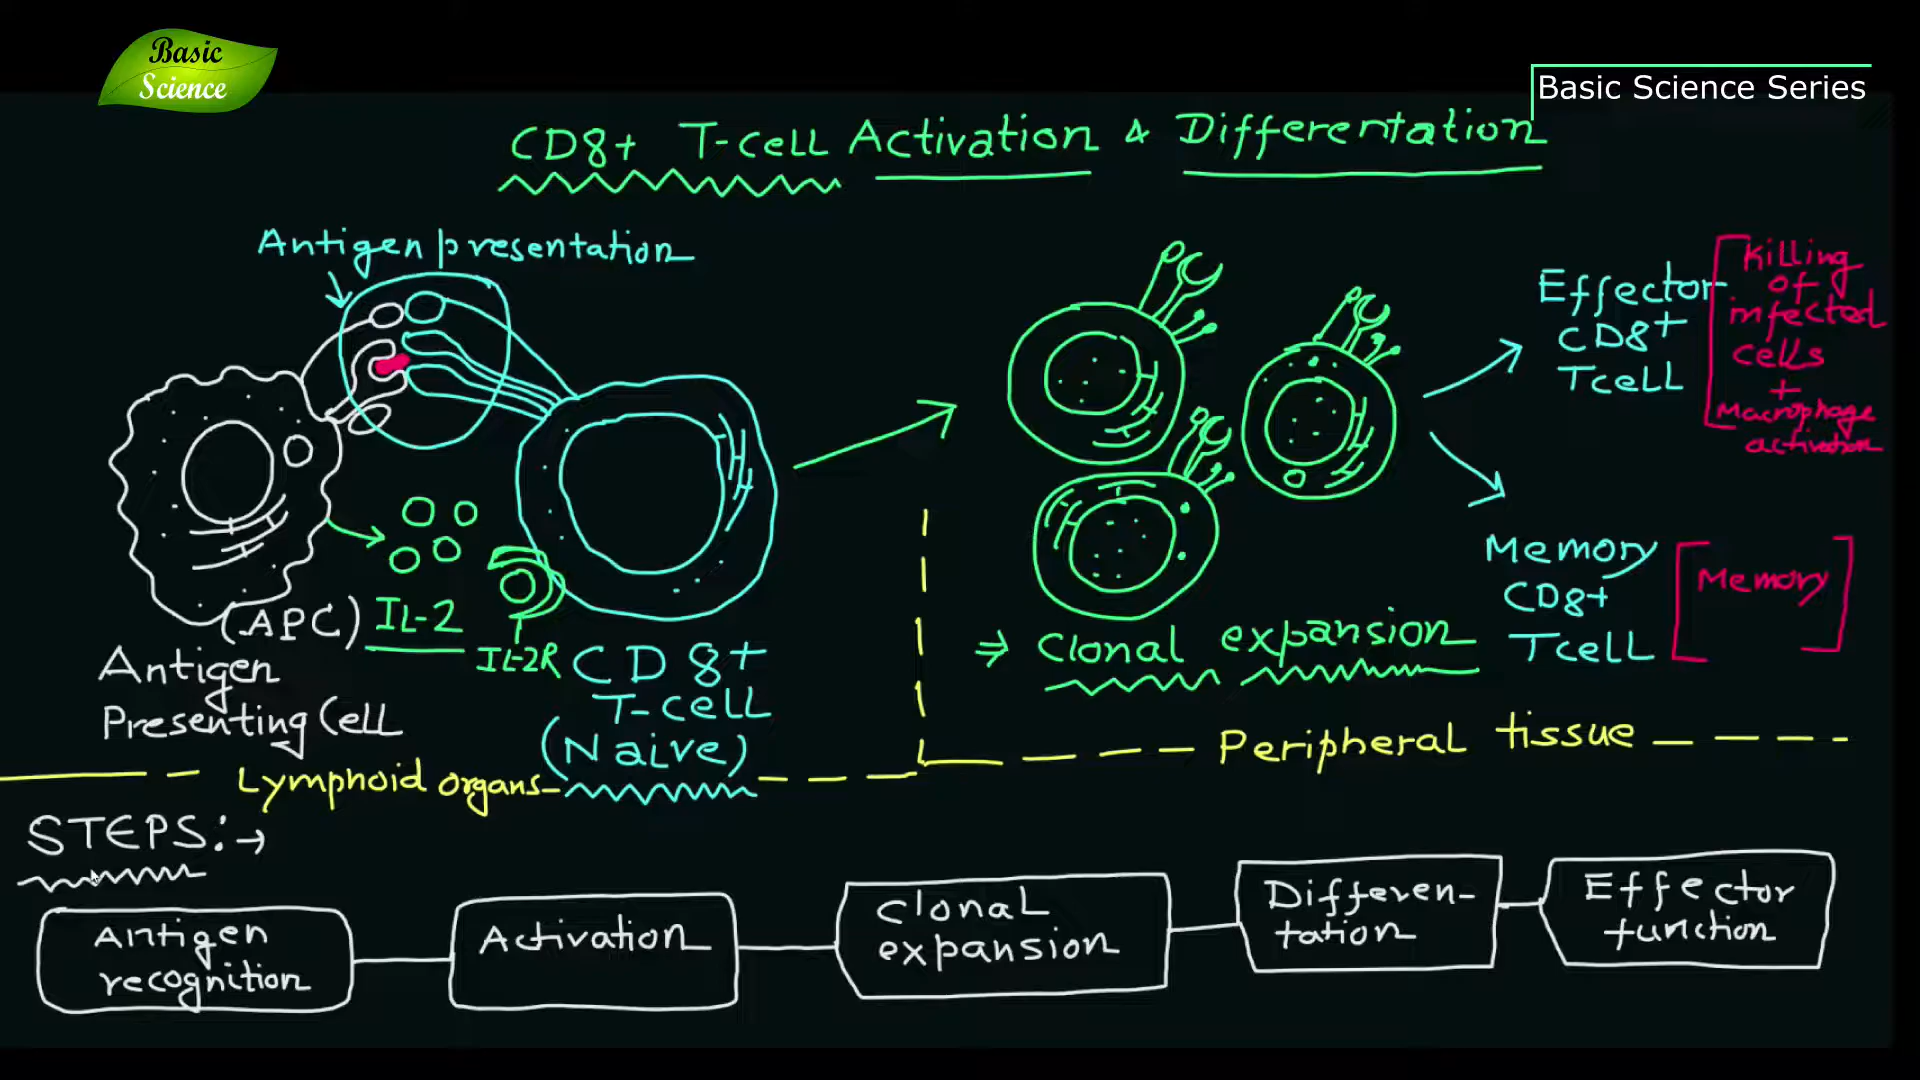 Basic
Science
Basic Science Series
CD8+ T-cell Activation & Differentation
Antigen presentation
(APC)
Antigen
Presenting Cell
IL-2
IL-2R
CD8+
T-cell
(Naive)
Lymphoid organs
⇒ Clonal expansion
Peripheral tissue
Effector
CD8+
Tcell
Killing
of
infected
cells
+
Macrophage
activation
Memory
CD8+
Tcell
Memory
STEPS:→
Antigen
recognition
Activation
Clonal
expansion
Differen-
tation
Effector
function